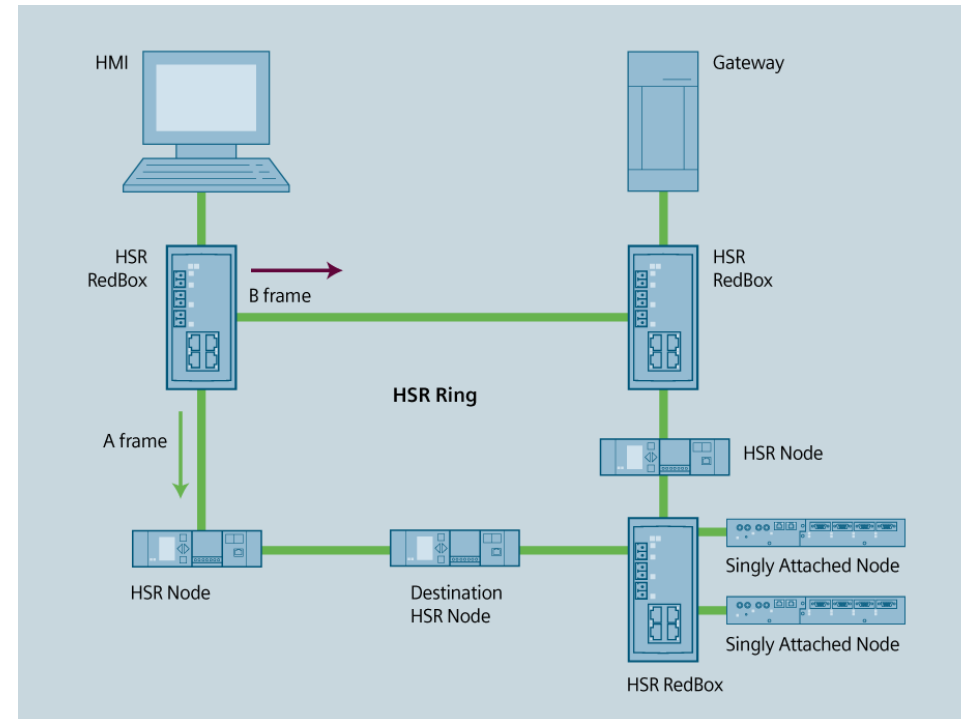 HMI
Gateway
HSR
RedBox
HSR
RedBox
B frame
HSR Ring
A frame
HSR Node
HSR Node
Destination
HSR Node
Singly Attached Node
Singly Attached Node
HSR RedBox